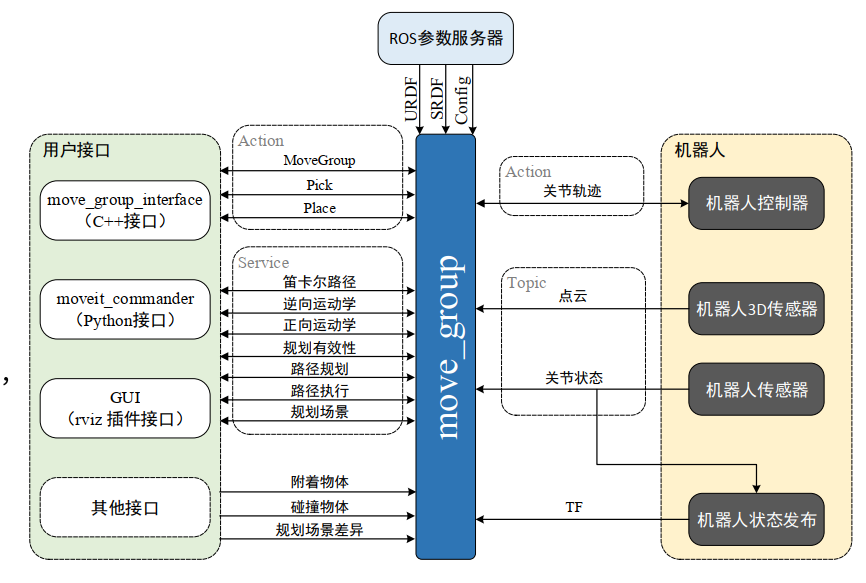 ROS参数服务器
URDF
SRDF
Config
用户接口
move_group_interface
（C++接口）
moveit_commander
（Python接口）
GUI
（rviz 插件接口）
其他接口
，
Action
MoveGroup
Pick
Place
Service
笛卡尔路径
逆向运动学
正向运动学
规划有效性
路径规划
路径执行
规划场景
附着物体
碰撞物体
规划场景差异
move_group
Action
关节轨迹
Topic
点云
关节状态
TF
机器人
机器人控制器
机器人3D传感器
机器人传感器
机器人状态发布